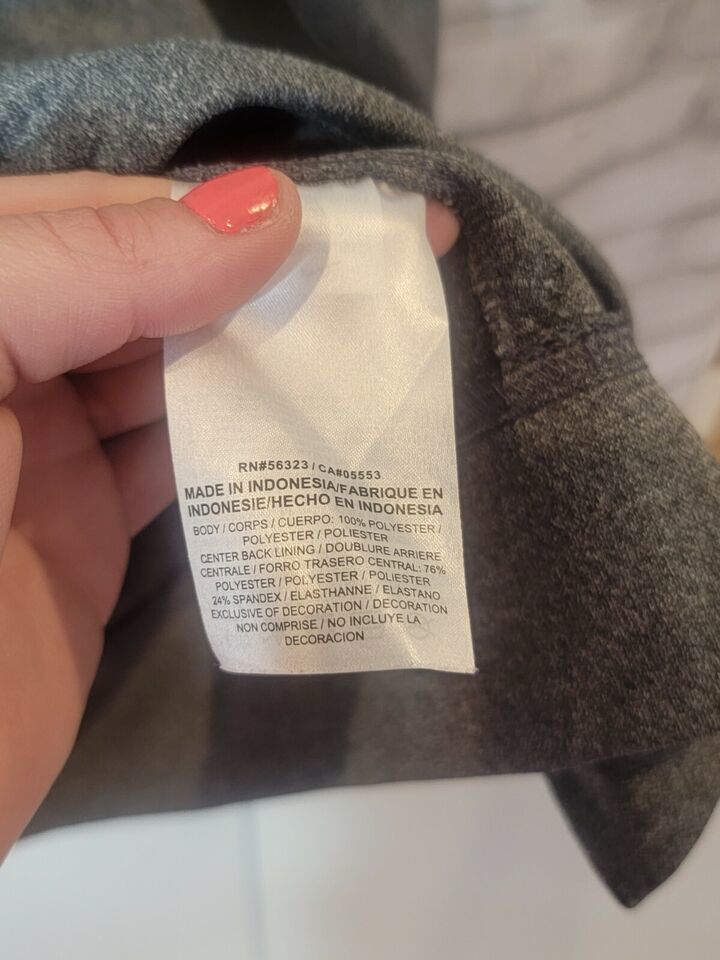 RN#56323 / CA#05553
MADE IN INDONESIA/FABRIQUE EN
INDONESIE/HECHO EN INDONESIA
BODY / CORPS / CUERPO: 100% POLYESTER /
POLYESTER / POLIESTER
CENTER BACK LINING / DOUBLURE ARRIERE
CENTRALE / FORRO TRASERO CENTRAL: 76%
POLYESTER / POLYESTER / POLIESTER
24% SPANDEX / ELASTHANNE / ELASTANO
EXCLUSIVE OF DECORATION / DECORATION
NON COMPRISE / NO INCLUYE LA
DECORACION